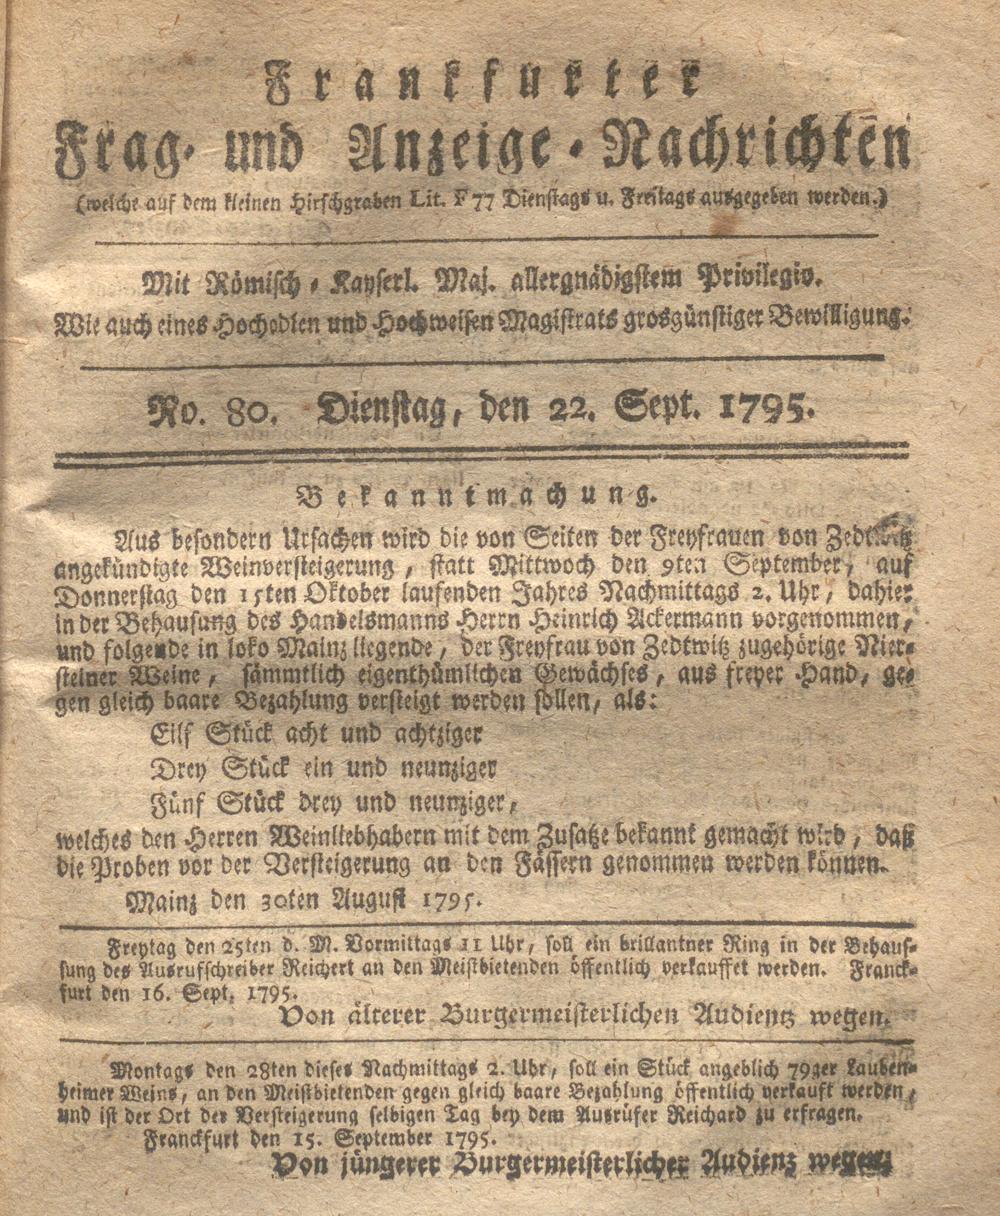 Frankfurter
Frag- und Anzeige-Nachrichten
(welche auf dem kleinen Hirschgraben Lit. F 77 Dienstags u. Freitags ausgegeben werden.)
Mit Römisch-Kayserl. Maj. allergnädigstem Privilegio.
Wie auch eines Hochedlen und Hochweisen Magistrats grosgünstiger Bewilligung.
No. 80. Dienstag, den 22. Sept. 1795.
Bekanntmachung.
Aus besondern Ursachen wird die von Seiten der Freyfrauen von Zedtwitz
angekündigte Weinversteigerung, statt Mittwoch den 9ten September, auf
Donnerstag den 15ten Oktober laufenden Jahres Nachmittags 2. Uhr, dahier
in der Behausung des Handelsmanns Herrn Heinrich Ackermann vorgenommen,
und folgende in loko Mainz liegende, der Freyfrau von Zedtwitz zugehörige Nier-
steiner Weine, sämmtlich eigenthümlichen Gewächses, aus freyer Hand, ge-
gen gleich baare Bezahlung versteigt werden sollen, als:
Eilf Stück acht und achtziger
Drey Stück ein und neunziger
Fünf Stück drey und neunziger,
welches den Herren Weinliebhabern mit dem Zusatze bekannt gemacht wird, daß
die Proben vor der Versteigerung an den Fässern genommen werden können.
Mainz den 30ten August 1795.
Freytag den 25ten d. M. Vormittags 11 Uhr, soll ein brillantner Ring in der Behaus-
sung des Ausrufschreiber Reichert an den Meistbietenden öffentlich verkauffet werden. Franck-
furt den 16. Sept. 1795.
Von älterer Burgermeisterlichen Audientz wegen.
Montags den 28ten dieses Nachmittags 2. Uhr, soll ein Stück angeblich 79ger Lauben-
heimer Weins, an den Meistbietenden gegen gleich baare Bezahlung öffentlich verkauft werden,
und ist der Ort der Versteigerung selbigen Tag bey dem Ausrüfer Reichard zu erfragen.
Franckfurt den 15. September 1795.
Von jüngerer Burgermeisterlicher Audienz wegen.